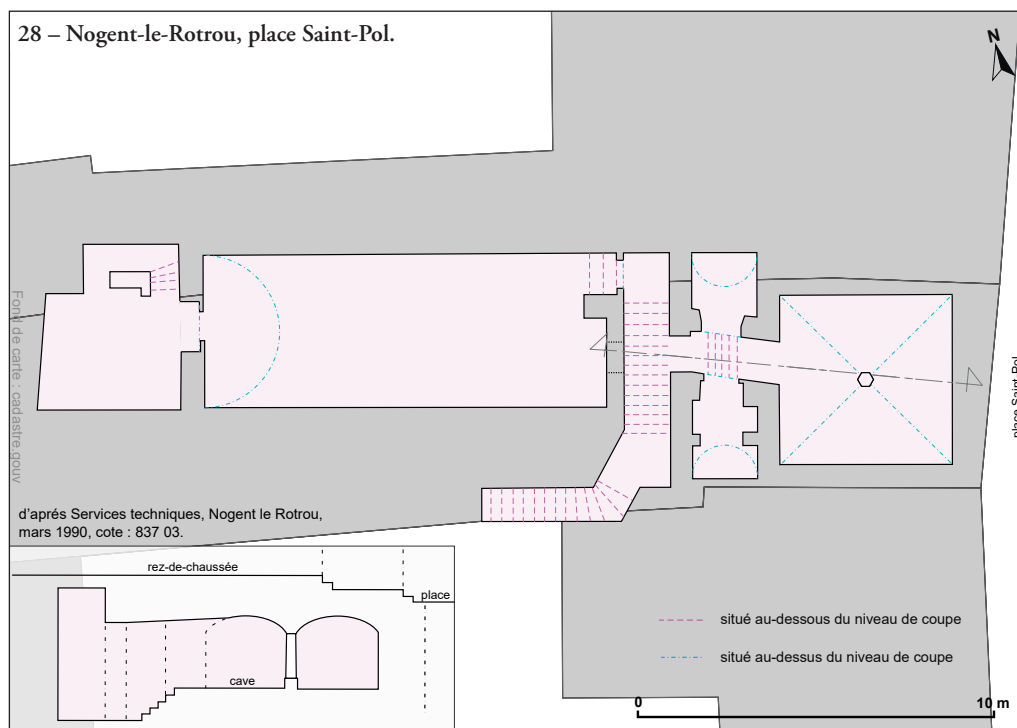 28 – Nogent-le-Rotrou, place Saint-Pol.
N
Fond de carte : cadastre.gouv
place Saint-Pol
d'aprés Services techniques, Nogent le Rotrou,
mars 1990, cote : 837 03.
rez-de-chaussée
place
cave
situé au-dessous du niveau de coupe
situé au-dessus du niveau de coupe
0 10 m